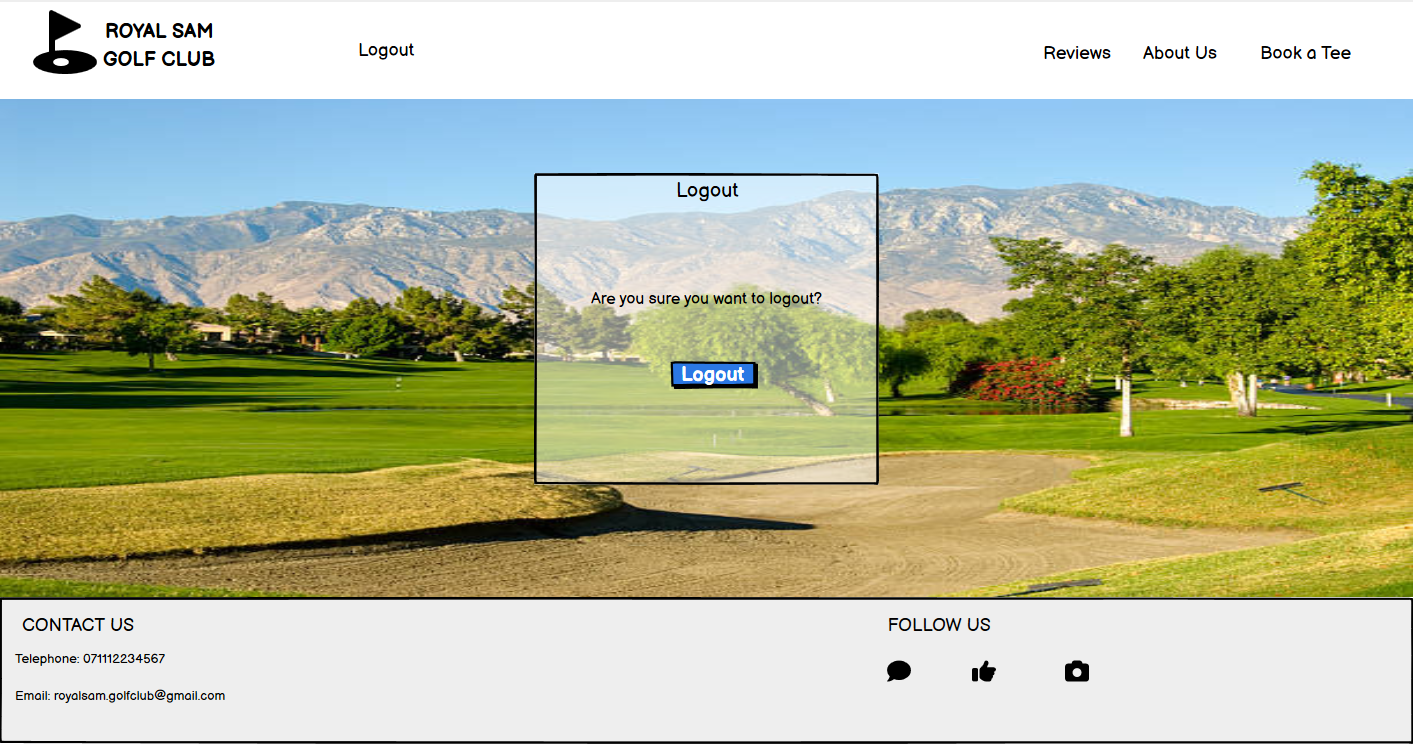 ROYAL SAM
GOLF CLUB
Logout
Reviews
About Us
Book a Tee
Logout
Are you sure you want to logout?
Logout
CONTACT US
Telephone: 071112234567
Email: royalsam.golfclub@gmail.com
FOLLOW US